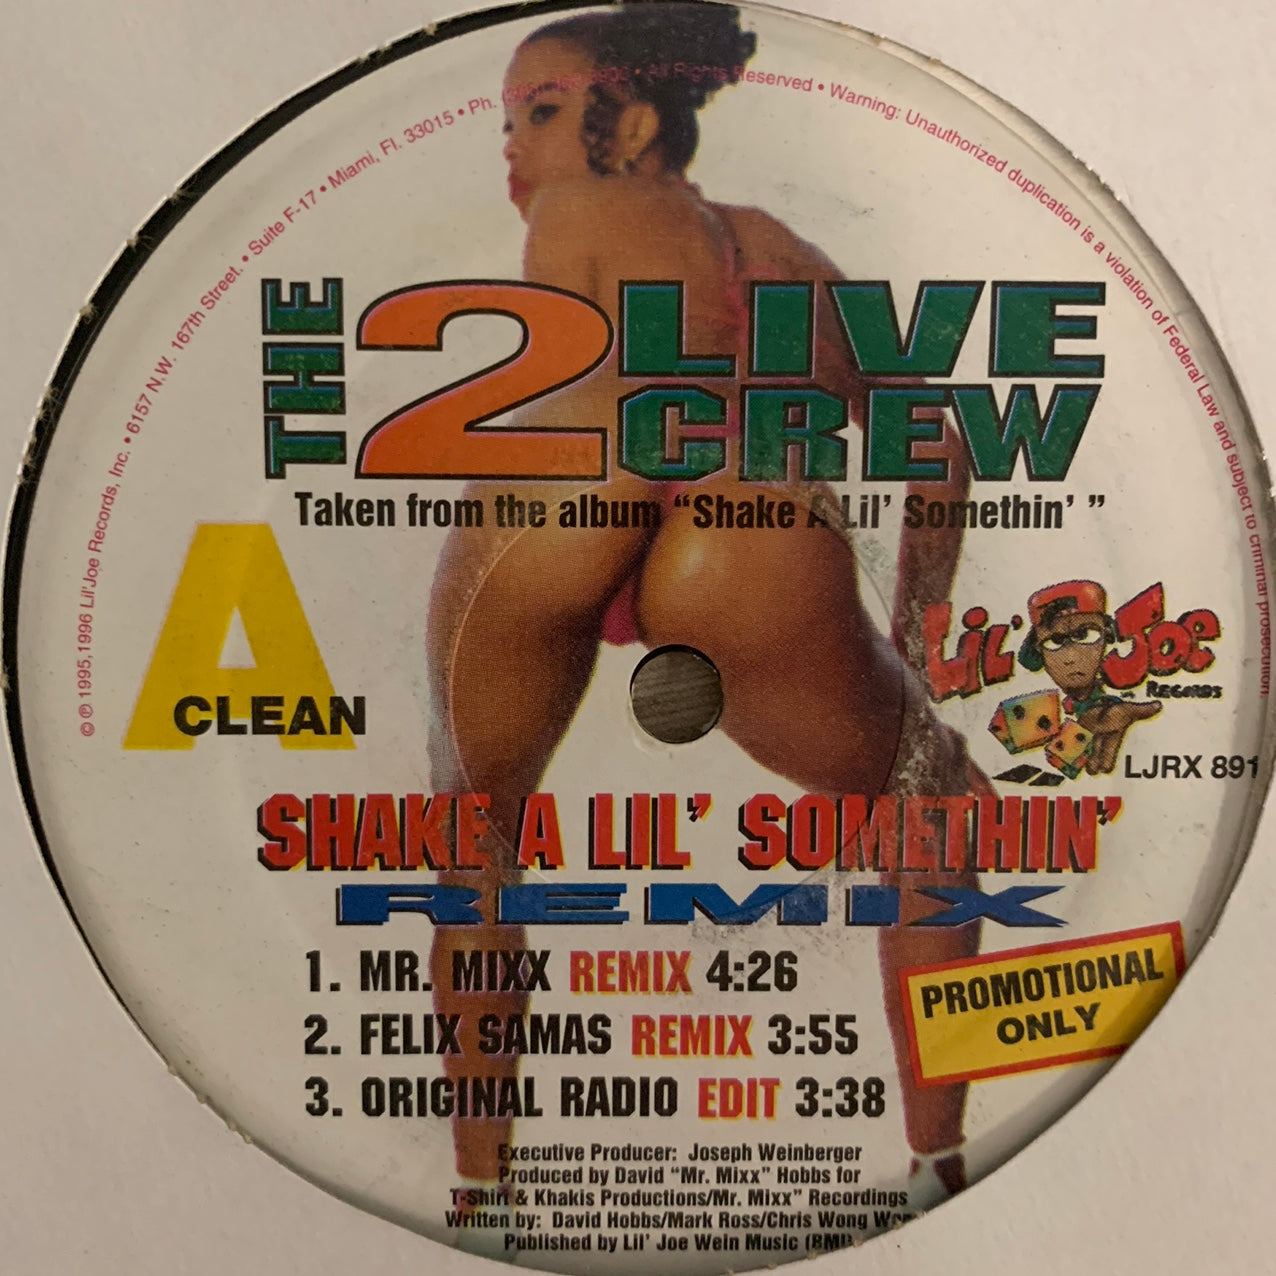 ℗© 1995,1996 Lil'Joe Records, Inc. • 6157 N.W. 167th Street. • Suite F-17 • Miami, Fl. 33015 • Ph. • All Rights Reserved • Warning: Unauthorized duplication is a violation of Federal Law and subject to criminal prosecution.
THE 2 LIVE CREW
Taken from the album “Shake A Lil’ Somethin’ ”
A
CLEAN
LiL' JOE
RECORDS
LJRX 891
SHAKE A LIL’ SOMETHIN’
REMIX
1. MR. MIXX REMIX 4:26
2. FELIX SAMAS REMIX 3:55
3. ORIGINAL RADIO EDIT 3:38
PROMOTIONAL
ONLY
Executive Producer: Joseph Weinberger
Produced by David “Mr. Mixx” Hobbs for
T-Shirt & Khakis Productions/Mr. Mixx” Recordings
Written by: David Hobbs/Mark Ross/Chris Wong
Published by Lil’ Joe Wein Music (BMI)